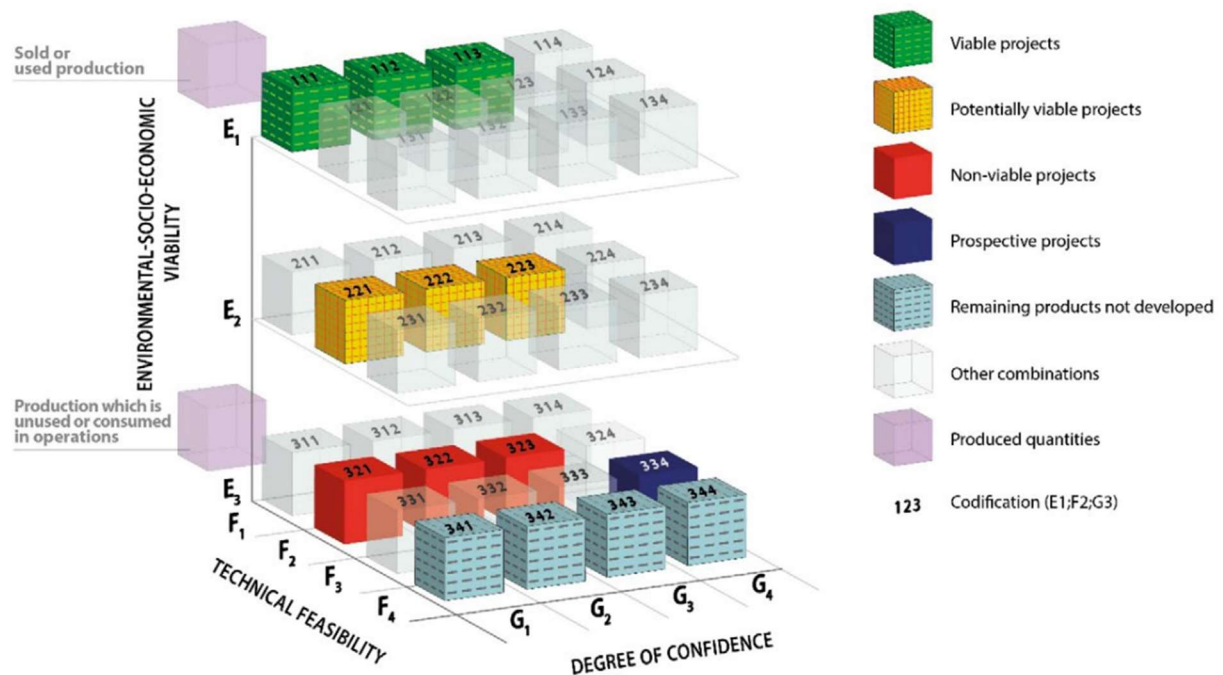 Sold or
used production
ENVIRONMENTAL-SOCIO-ECONOMIC
VIABILITY
Production which is
unused or consumed
in operations
E1
E2
E3
111
112
113
114
121
122
123
124
131
132
133
134
211
212
213
214
221
222
223
224
231
232
233
234
311
312
313
314
321
322
323
324
331
332
333
334
341
342
343
344
F1
F2
F3
F4
TECHNICAL FEASIBILITY
G1
G2
G3
G4
DEGREE OF CONFIDENCE
Viable projects
Potentially viable projects
Non-viable projects
Prospective projects
Remaining products not developed
Other combinations
Produced quantities
123 Codification (E1;F2;G3)